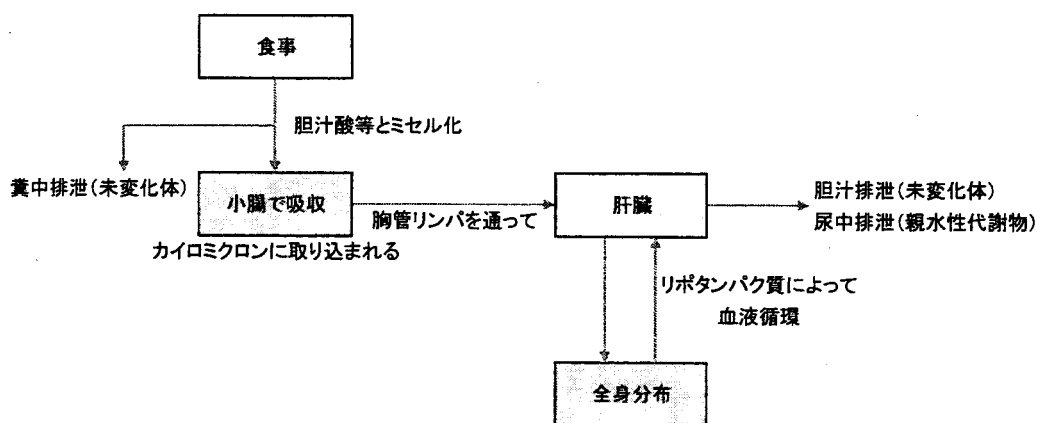 食事
胆汁酸等とミセル化
糞中排泄(未変化体)
小腸で吸収
カイロミクロンに取り込まれる
胸管リンパを通って
肝臓
胆汁排泄(未変化体)
尿中排泄(親水性代謝物)
リポタンパク質によって
血液循環
全身分布